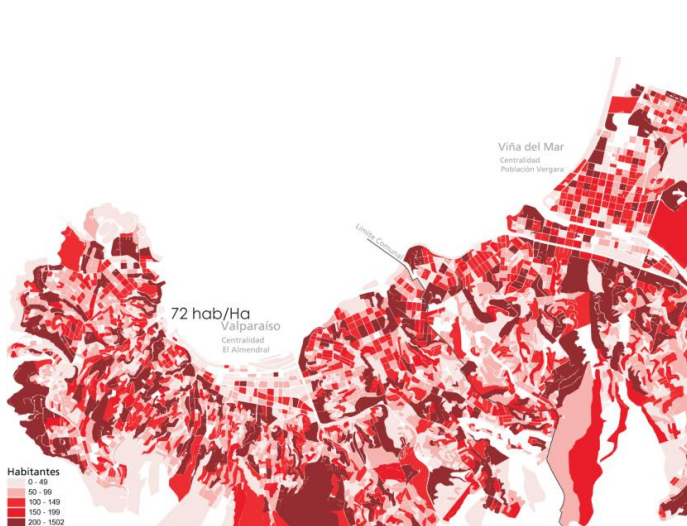 Viña del Mar
Centralidad
Población Vergara
Límite Comunal
72 hab/Ha
Valparaíso
Centralidad
El Almendral
Habitantes
0 - 49
50 - 99
100 - 149
150 - 199
200 - 1502